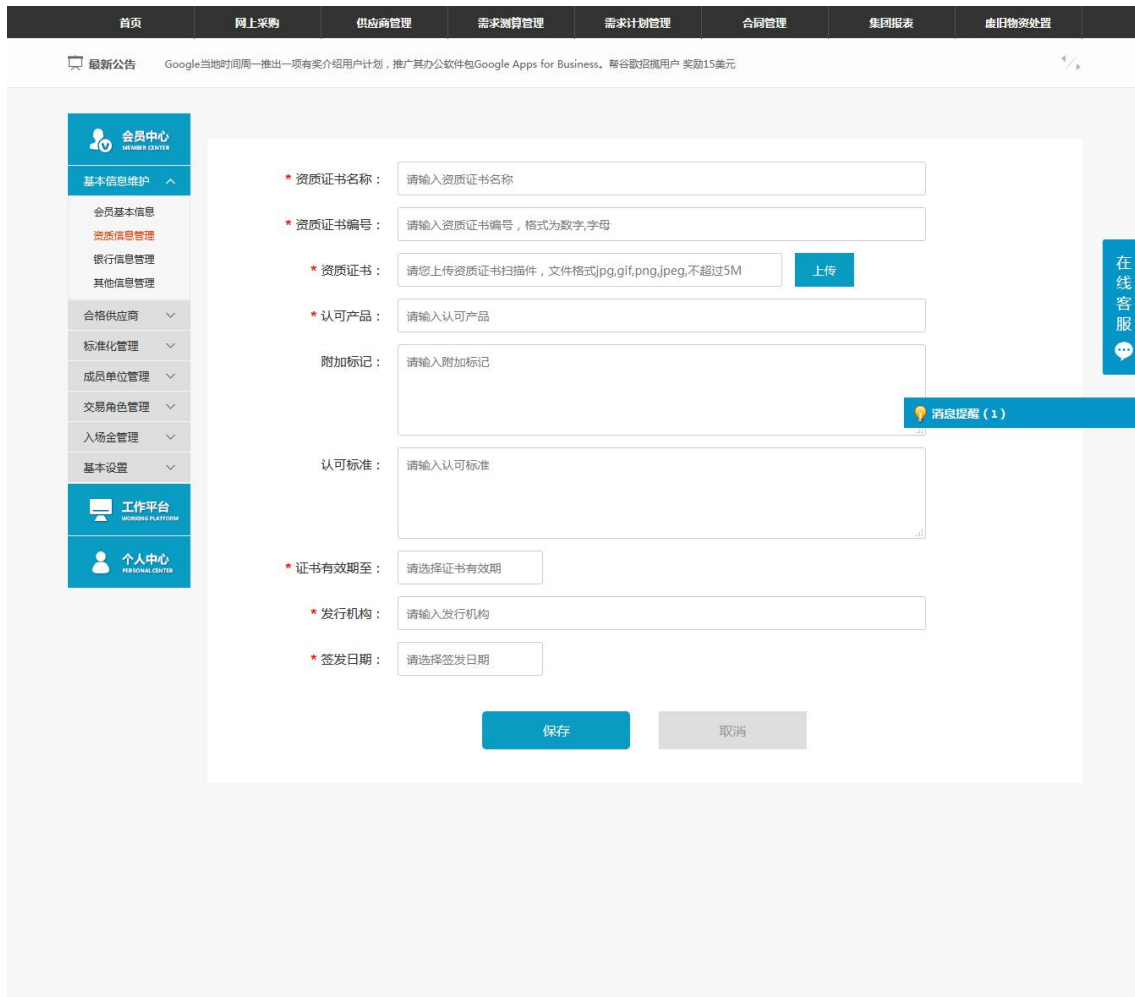 首页 网上采购 供应商管理 需求测算管理 需求计划管理 合同管理 集团报表 废旧物资处置
最新公告 Google当地时间周一推出一项有奖介绍用户计划，推广其办公软件包Google Apps for Business。帮谷歌招揽用户 奖励15美元
会员中心
MEMBER CENTER
基本信息维护
会员基本信息
资质信息管理
银行信息管理
其他信息管理
合格供应商
标准化管理
成员单位管理
交易角色管理
入场金管理
基本设置
工作平台
WORKING PLATFORM
个人中心
PERSONAL CENTER
* 资质证书名称： 请输入资质证书名称
* 资质证书编号： 请输入资质证书编号，格式为数字,字母
* 资质证书： 请您上传资质证书扫描件，文件格式jpg,gif,png,jpeg,不超过5M 上传
* 认可产品： 请输入认可产品
附加标记： 请输入附加标记
认可标准： 请输入认可标准
* 证书有效期至： 请选择证书有效期
* 发行机构： 请输入发行机构
* 签发日期： 请选择签发日期
保存 取消
在线客服
消息提醒（1）